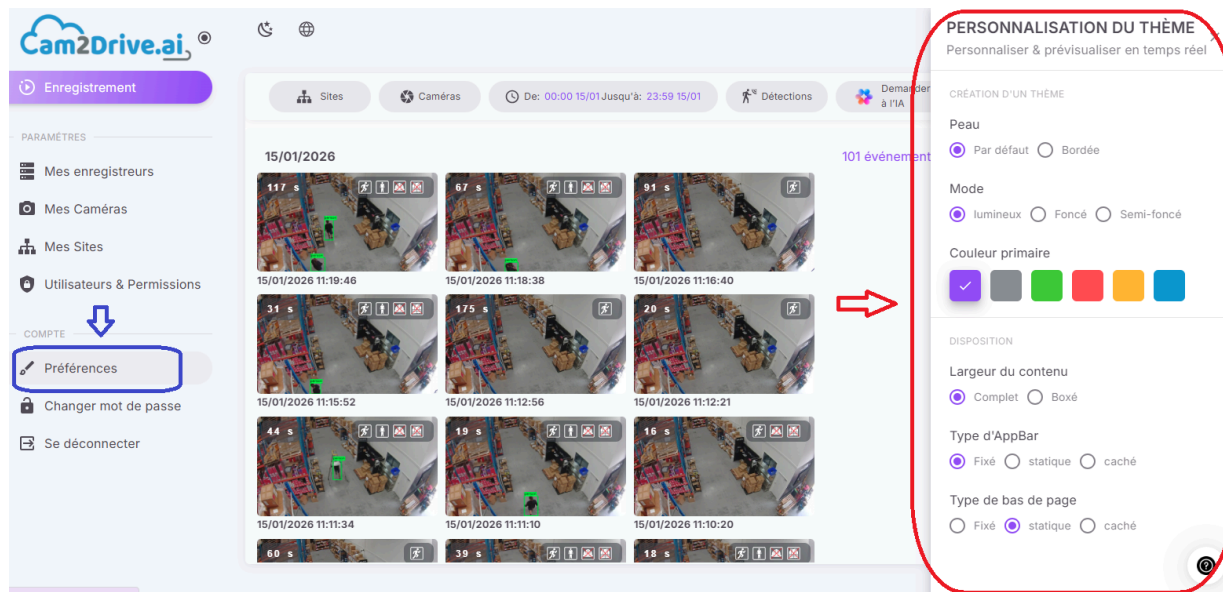 Cam2Drive.ai
Enregistrement
PARAMÈTRES
Mes enregistreurs
Mes Caméras
Mes Sites
Utilisateurs & Permissions
COMPTE
Préférences
Changer mot de passe
Se déconnecter
Sites
Caméras
De: 00:00 15/01 Jusqu'à: 23:59 15/01
Détections
Demander
à l'IA
15/01/2026
101 événement
117 s
67 s
91 s
15/01/2026 11:19:46
15/01/2026 11:18:38
15/01/2026 11:16:40
31 s
175 s
20 s
15/01/2026 11:15:52
15/01/2026 11:12:56
15/01/2026 11:12:21
44 s
19 s
16 s
15/01/2026 11:11:34
15/01/2026 11:11:10
15/01/2026 11:10:20
60 s
39 s
18 s
PERSONNALISATION DU THÈME
Personnaliser & prévisualiser en temps réel
CRÉATION D'UN THÈME
Peau
Par défaut Bordée
Mode
lumineux Foncé Semi-foncé
Couleur primaire
DISPOSITION
Largeur du contenu
Complet Boxé
Type d'AppBar
Fixé statique caché
Type de bas de page
Fixé statique caché